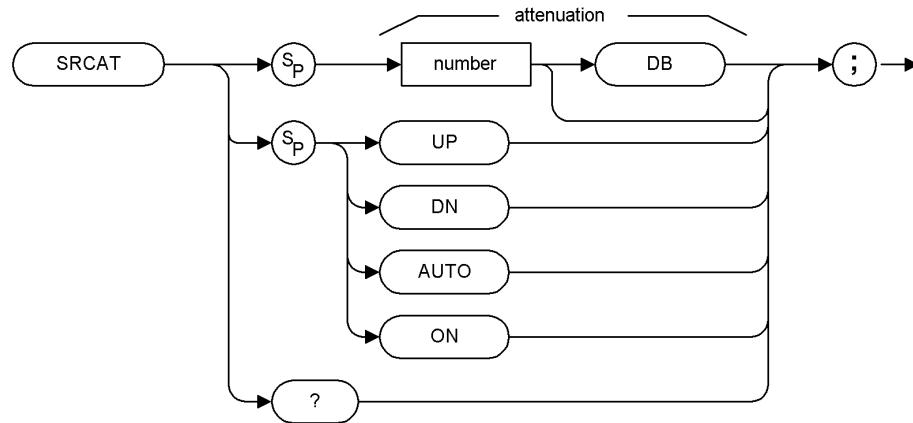 attenuation
SRCAT SP number DB ;
SP UP
DN
AUTO
ON
?